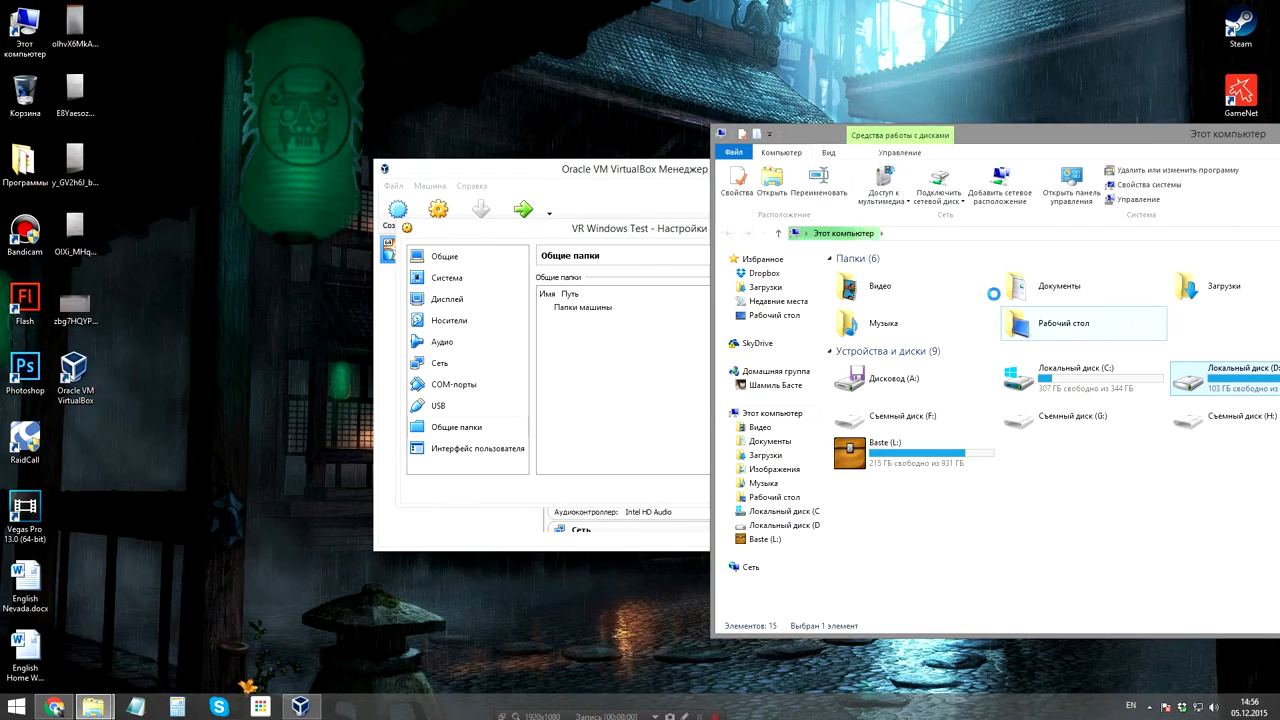 Этот
компьютер
olhvX6MkA...
Корзина
E8Yaesoz...
Программы
y_GV2h6J_b...
Bandicam
OIXi_MHq...
Flash
zbg7HQYP...
Photoshop
Oracle VM
VirtualBox
RaidCall
Vegas Pro
13.0 (64-bit)
English
Nevada.docx
English
Home W...
Steam
GameNet
Oracle VM VirtualBox Менеджер
Файл Машина Справка
Соз
64
VR Windows Test - Настройки
Общие
Система
Дисплей
Носители
Аудио
Сеть
COM-порты
USB
Общие папки
Интерфейс пользователя
Общие папки
Общие папки
Имя Путь
Папки машины
Аудиоконтроллер: Intel HD Audio
Сеть
Средства работы с дисками
Этот компьютер
Файл Компьютер Вид Управление
Свойства Открыть Переименовать
Расположение
Доступ к
мультимедиа
Подключить
сетевой диск
Добавить сетевое
расположение
Сеть
Открыть панель
управления
Удалить или изменить программу
Свойства системы
Управление
Система
Этот компьютер
Избранное
Dropbox
Загрузки
Недавние места
Рабочий стол
SkyDrive
Домашняя группа
Шамиль Басте
Этот компьютер
Видео
Документы
Загрузки
Изображения
Музыка
Рабочий стол
Локальный диск (C
Локальный диск (D
Baste (L:)
Сеть
Папки (6)
Видео
Документы
Загрузки
Музыка
Рабочий стол
Устройства и диски (9)
Дисковод (A:)
Локальный диск (C:)
307 ГБ свободно из 344 ГБ
Локальный диск (D:
103 ГБ свободно из
Съемный диск (F:)
Съемный диск (G:)
Съемный диск (H:)
Baste (L:)
215 ГБ свободно из 931 ГБ
Элементов: 15 Выбран 1 элемент
1920x1080 Запись [00:08:00]
EN
14:56
05.12.2015